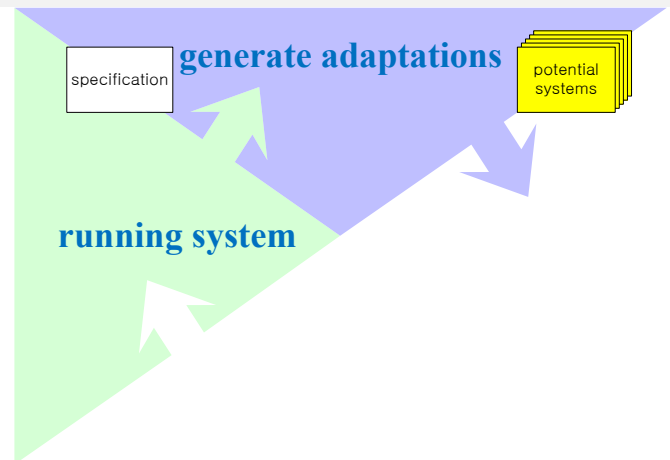 generate adaptations
specification
potential
systems
running system